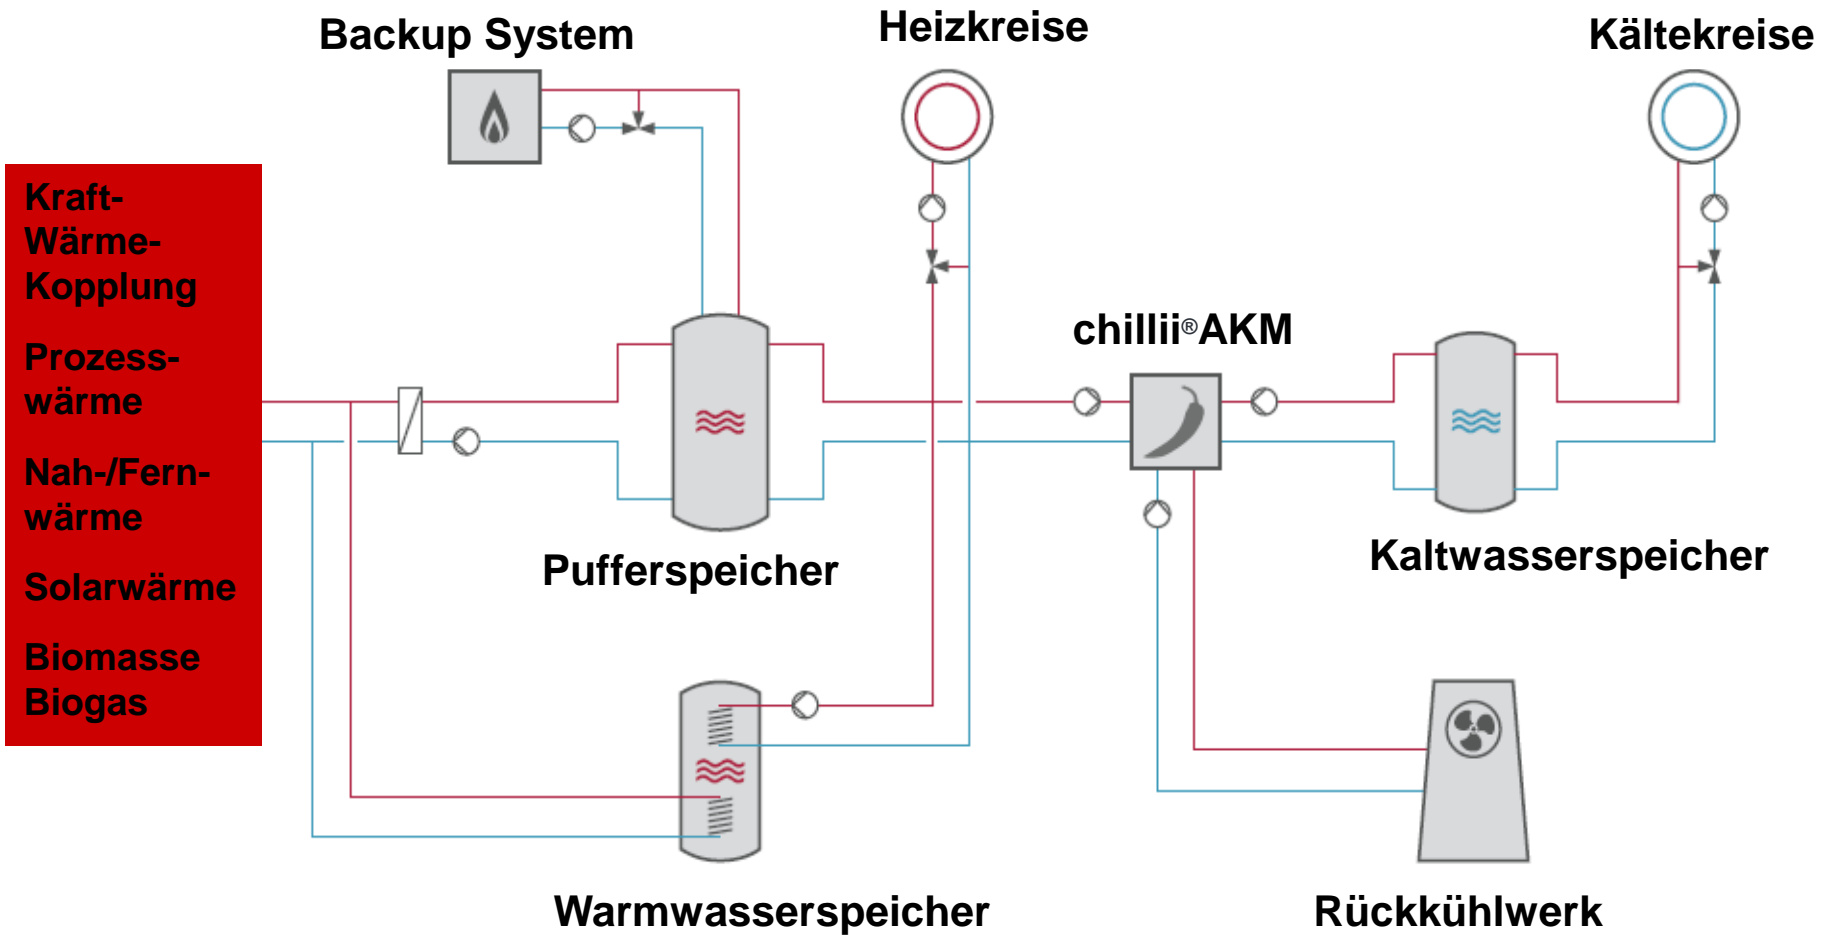 Backup System
Heizkreise
Kältekreise
Kraft-
Wärme-
Kopplung
Prozess-
wärme
Nah-/Fern-
wärme
Solarwärme
Biomasse
Biogas
chillii®AKM
Pufferspeicher
Kaltwasserspeicher
Warmwasserspeicher
Rückkühlwerk